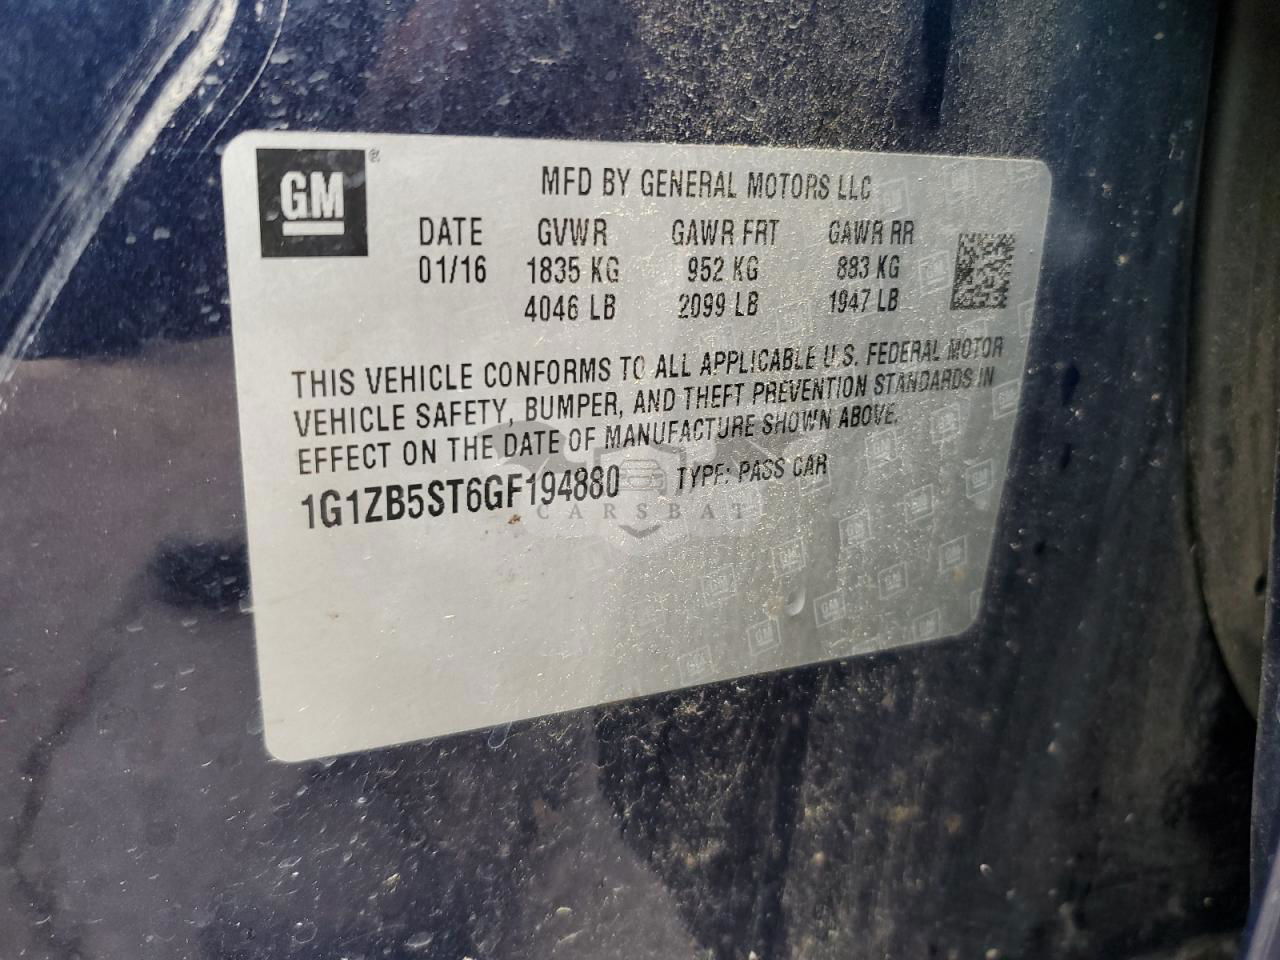 GM ®
MFD BY GENERAL MOTORS LLC
DATE GVWR GAWR FRT GAWR RR
01/16 1835 KG 952 KG 883 KG
4046 LB 2099 LB 1947 LB
THIS VEHICLE CONFORMS TO ALL APPLICABLE U.S. FEDERAL MOTOR
VEHICLE SAFETY, BUMPER, AND THEFT PREVENTION STANDARDS IN
EFFECT ON THE DATE OF MANUFACTURE SHOWN ABOVE.
1G1ZB5ST6GF194880 TYPE: PASS CAR
CARSBAT